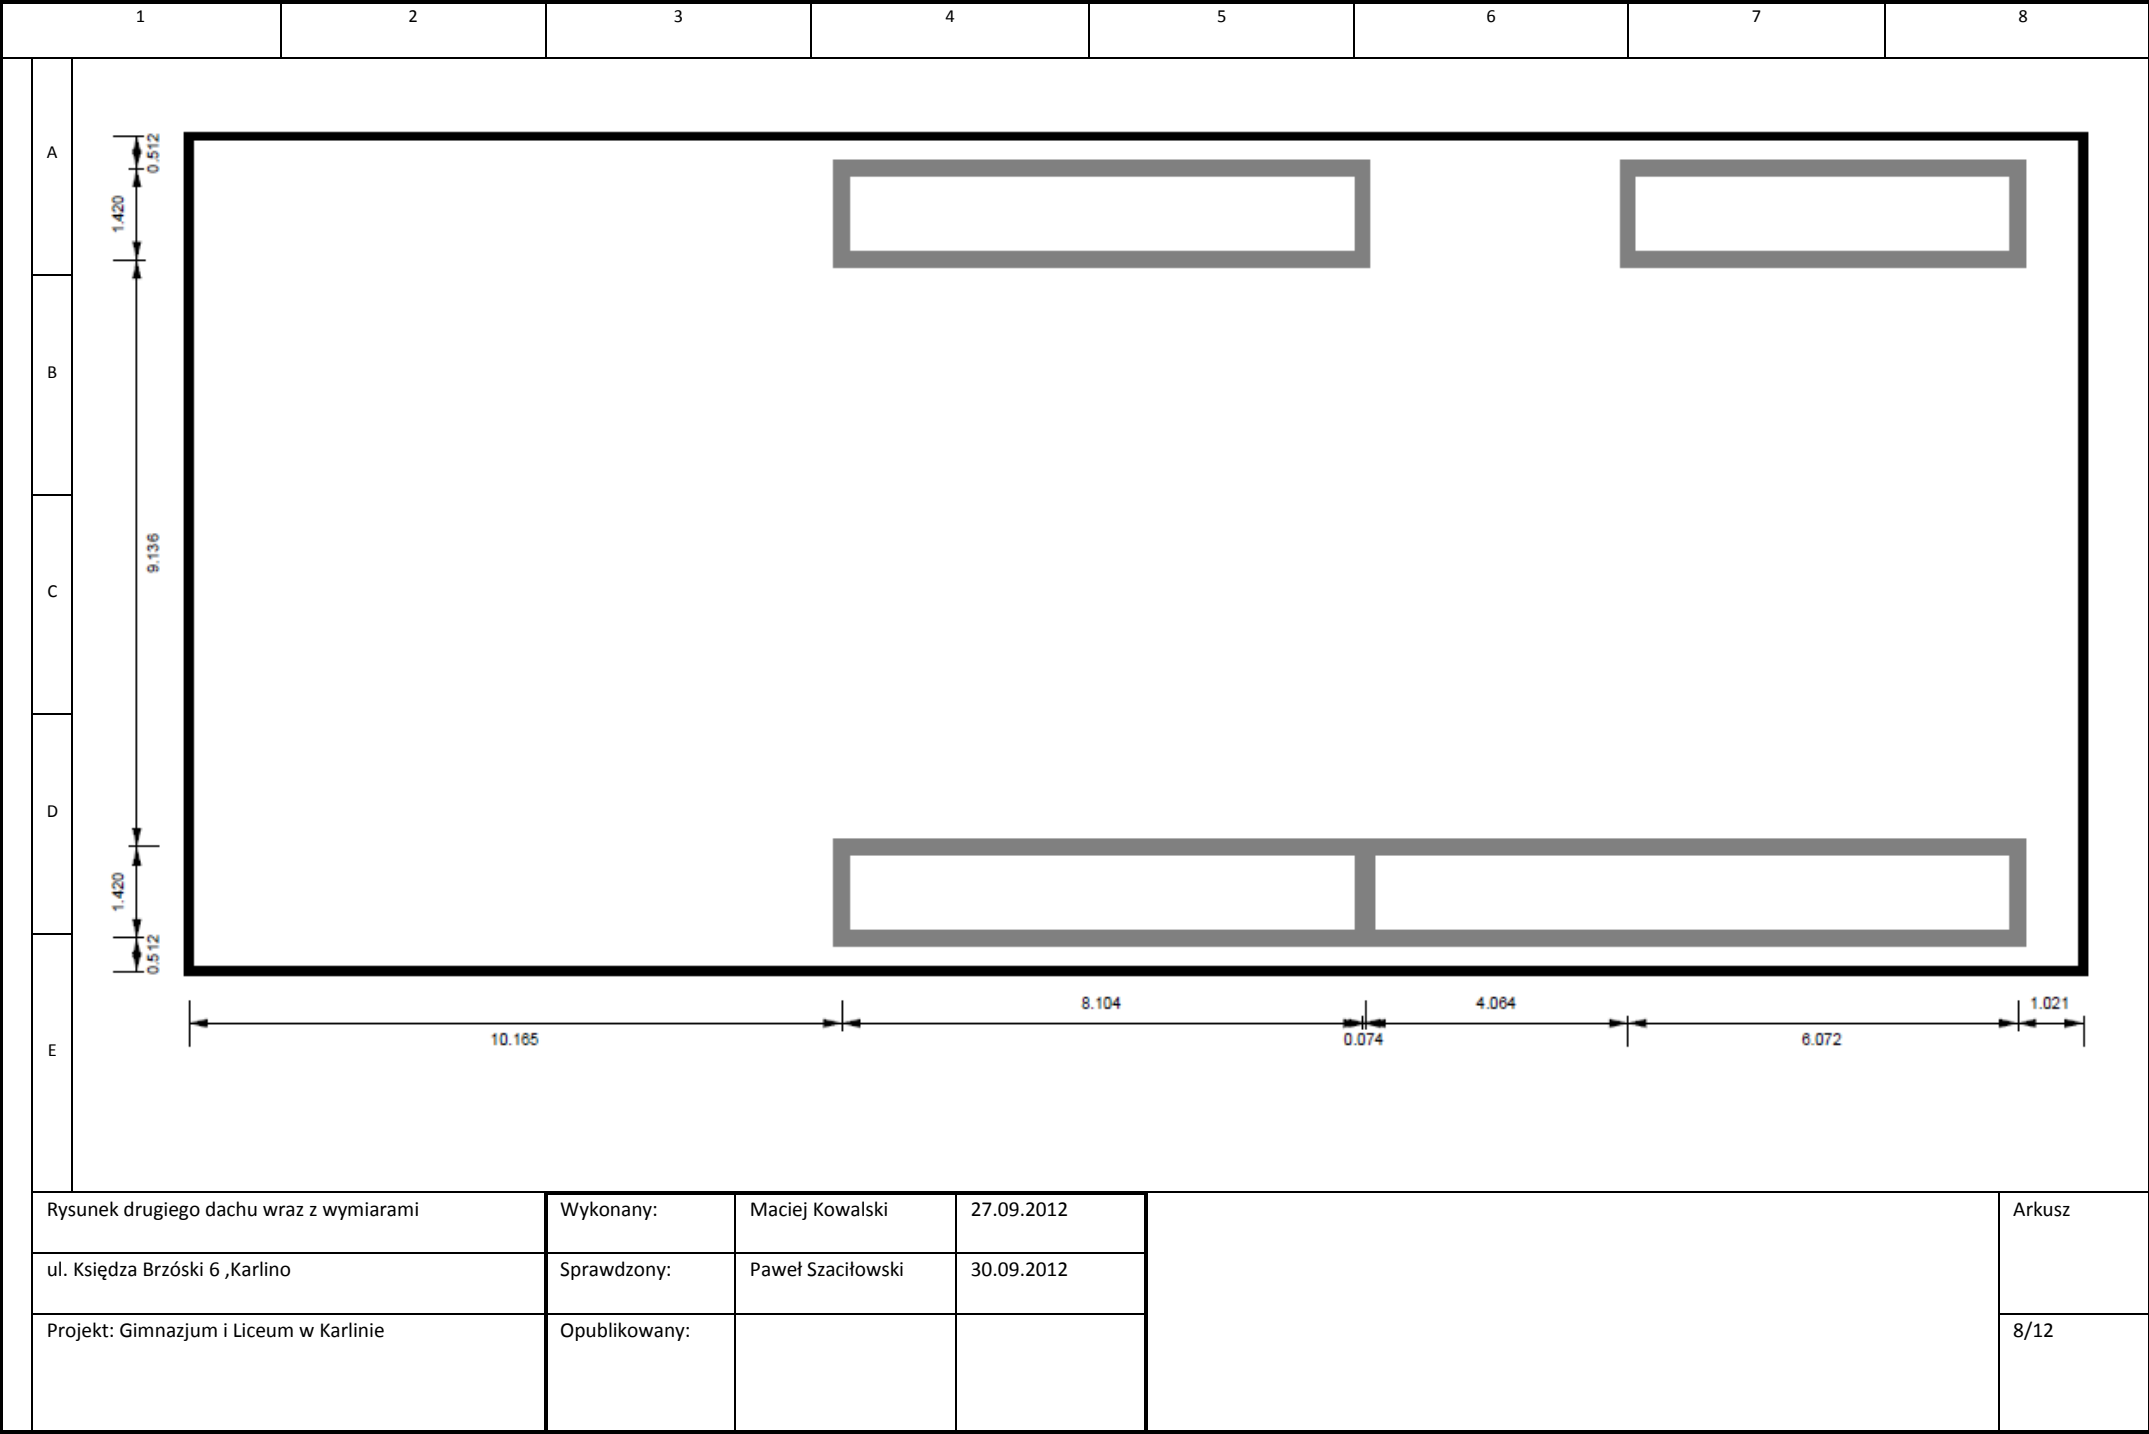 1 2 3 4 5 6 7 8
A
0.512
1.420
B
9.136
C
D
1.420
0.512
8.104 4.064 1.021
10.165 0.074 6.072
E
Rysunek drugiego dachu wraz z wymiarami Wykonany: Maciej Kowalski 27.09.2012 Arkusz
ul. Księdza Brzóski 6 ,Karlino Sprawdzony: Paweł Szaciłowski 30.09.2012
Projekt: Gimnazjum i Liceum w Karlinie Opublikowany: 8/12